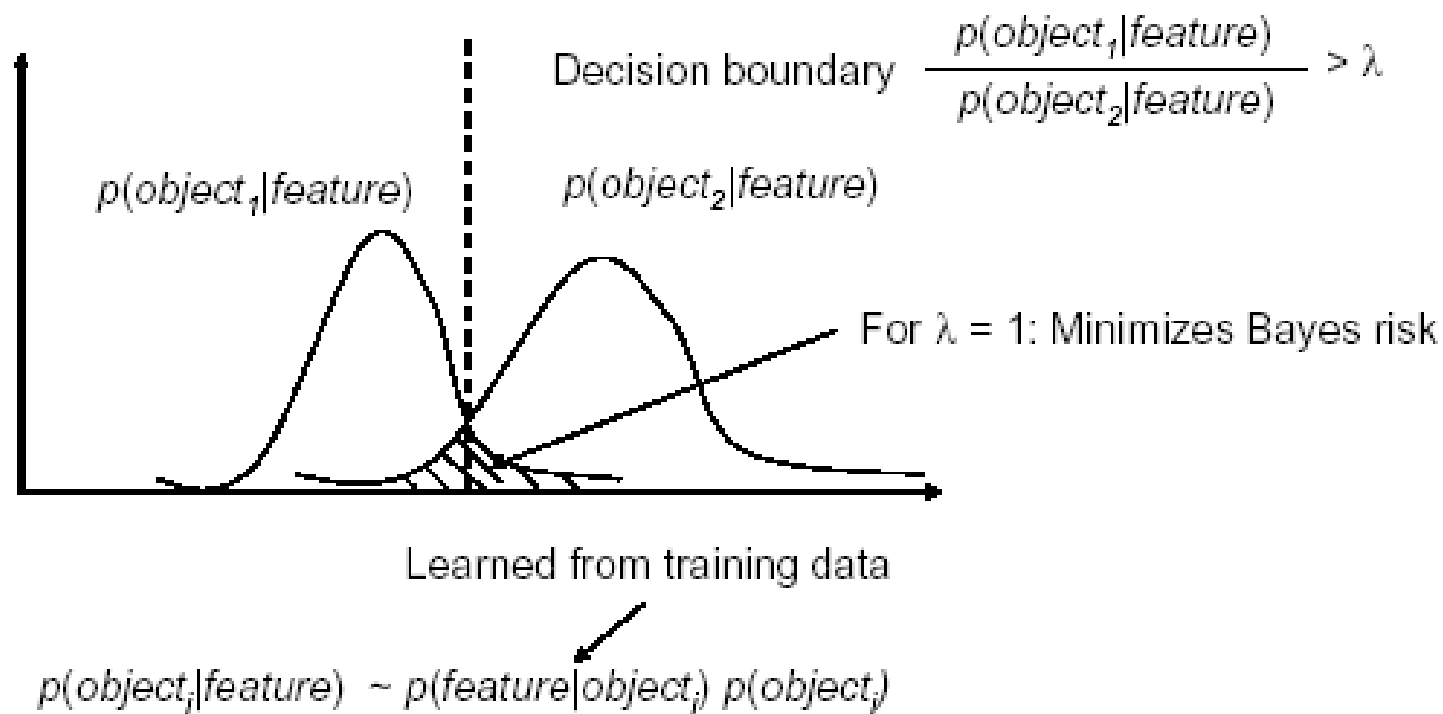 Decision boundary p(object₁|feature) / p(object₂|feature) > λ
p(object₁|feature)
p(object₂|feature)
For λ = 1: Minimizes Bayes risk
Learned from training data
p(objectᵢ|feature) ~ p(feature|objectᵢ) p(objectᵢ)